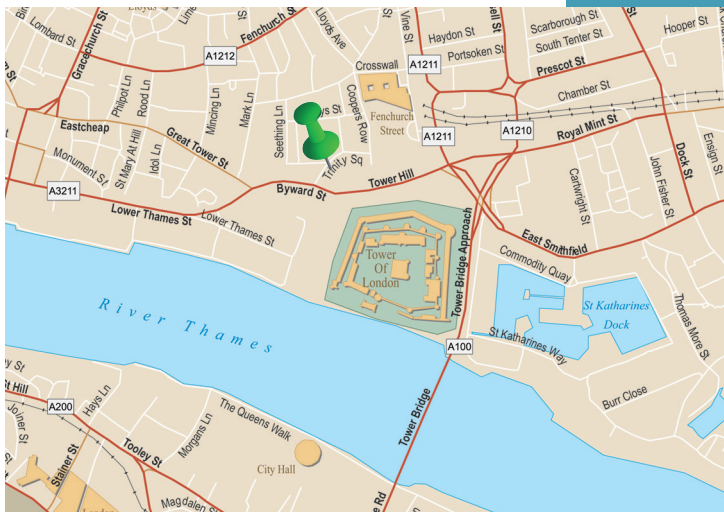 Lombard St
Gracechurch St
Fenchurch St
Lloyds Ave
Vine St
Haydon St
Portsoken St
Scarborough St
South Tenter St
Hooper St
Prescot St
A1212
Crosswall
A1211
Chamber St
Philpot Ln
Rood Ln
Mincing Ln
Mark Ln
Seething Ln
Coopers Row
Fenchurch
Street
Eastcheap
Great Tower St
A1211
A1210
Royal Mint St
Ensign St
Monument St
St Mary At Hill
Idol Ln
Trinity Sq
Dock St
A3211
Byward St
Tower Hill
Cartwright St
John Fisher St
Lower Thames St
Lower Thames St
Tower Bridge Approach
East Smithfield
Tower
Of
London
Commodity Quay
River Thames
St Katharines
Dock
Thomas More St
A100
St Katharines Way
Burr Close
St Hill
A200
Hays Ln
Joiner St
Stainer St
Tooley St
Morgans Ln
The Queens Walk
City Hall
Tower Bridge
Magdalen St